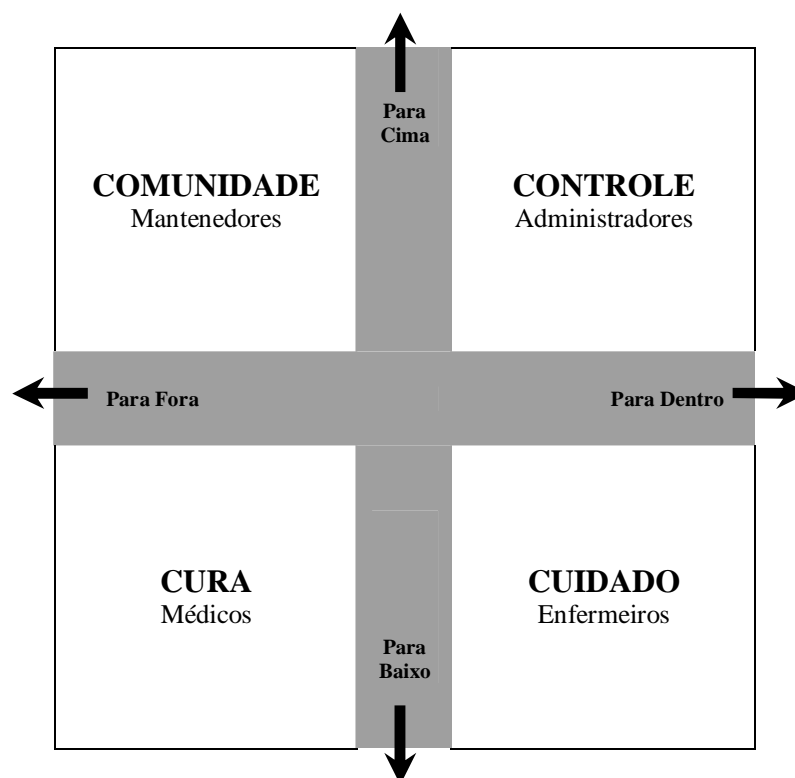 Para
Cima
COMUNIDADE
Mantenedores
CONTROLE
Administradores
Para Fora
Para Dentro
CURA
Médicos
CUIDADO
Enfermeiros
Para
Baixo